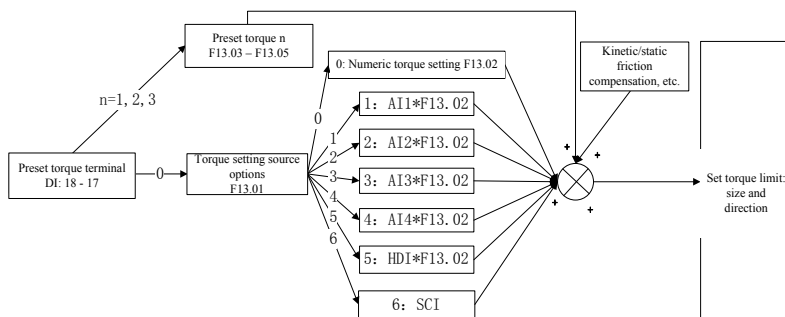 Preset torque n
F13.03 – F13.05
0: Numeric torque setting F13.02
Kinetic/static
friction
compensation, etc.
n=1, 2, 3
0
1: AI1*F13.02
1
2: AI2*F13.02
2
Preset torque terminal
DI: 18 - 17
0
Torque setting source
options
F13.01
3
3: AI3*F13.02
4
4: AI4*F13.02
5
5: HDI*F13.02
6
6: SCI
+
+
+
+
Set torque limit:
size and
direction